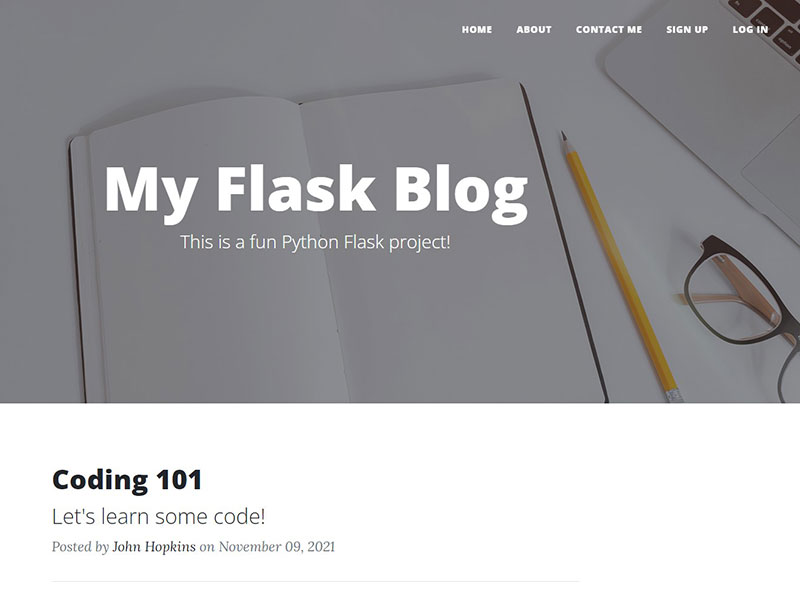 HOME ABOUT CONTACT ME SIGN UP LOG IN
My Flask Blog
This is a fun Python Flask project!
Coding 101
Let's learn some code!
Posted by John Hopkins on November 09, 2021